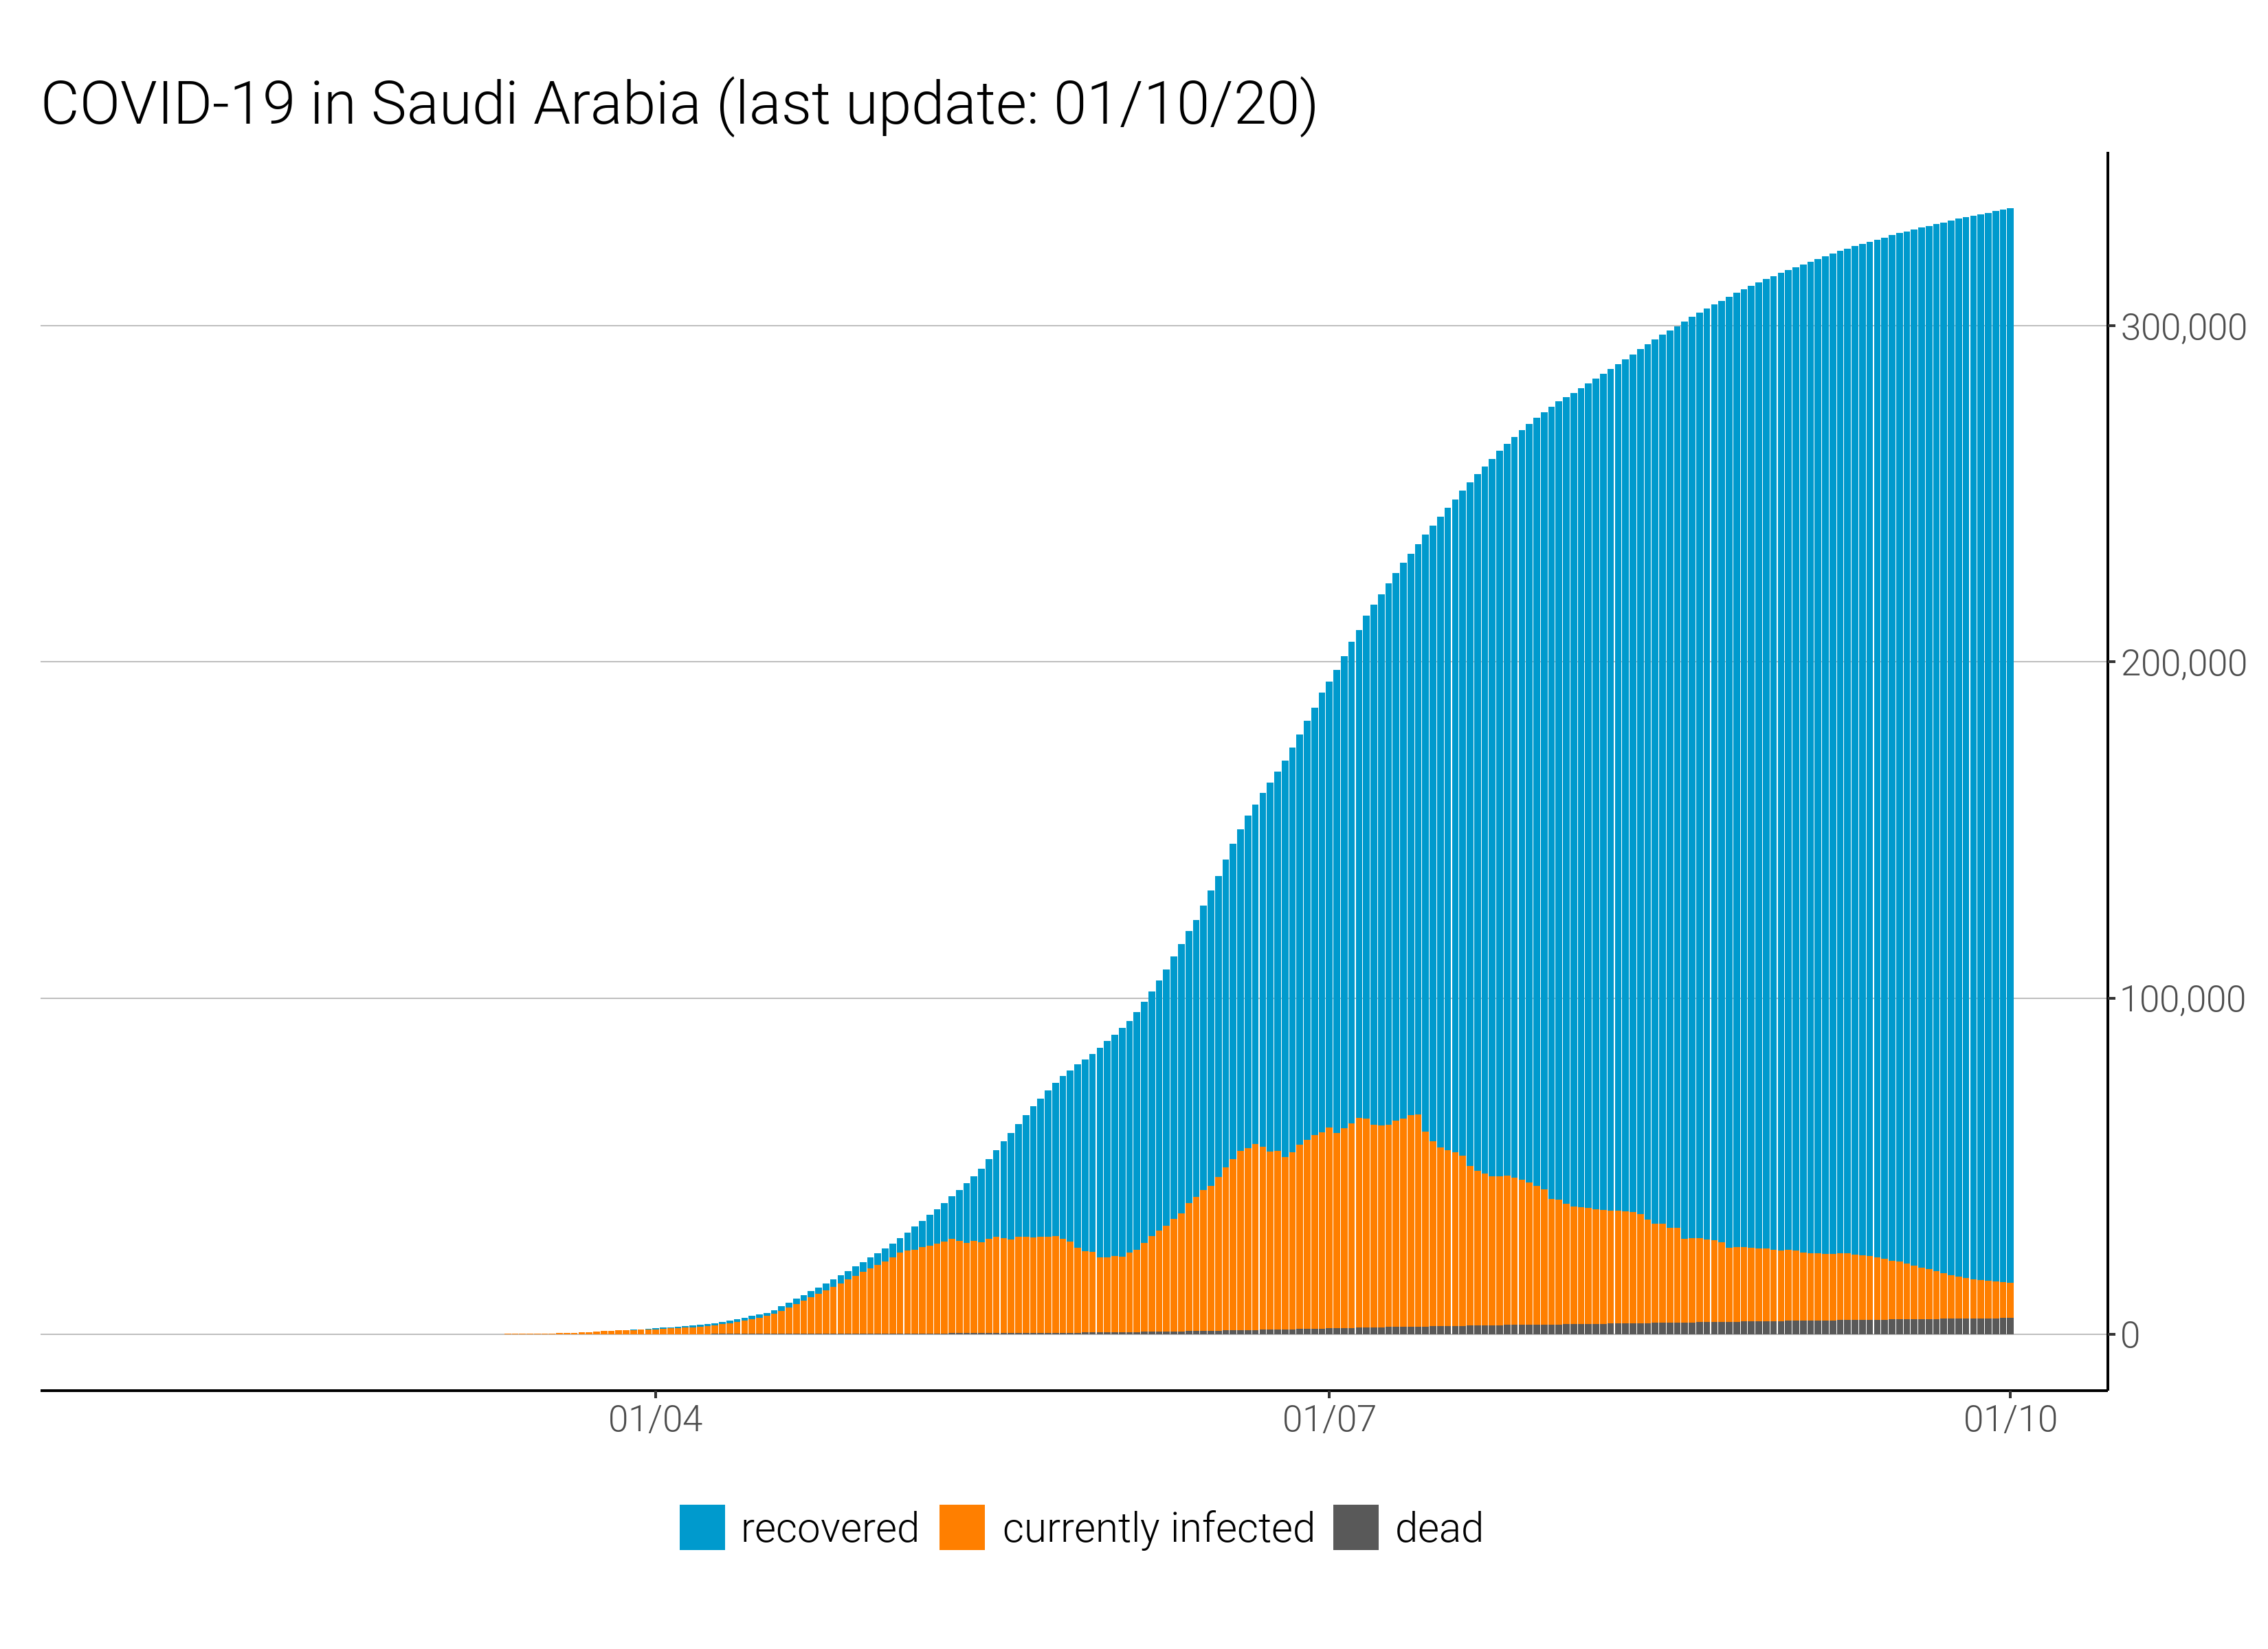 COVID-19 in Saudi Arabia (last update: 01/10/20)
300,000
200,000
100,000
0
01/04 01/07 01/10
recovered currently infected dead